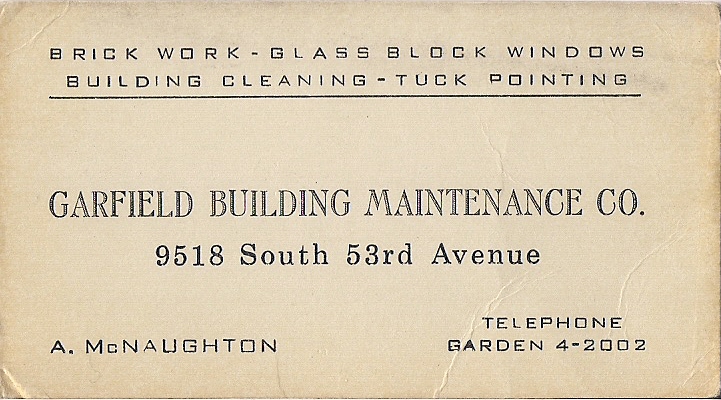 BRICK WORK - GLASS BLOCK WINDOWS
BUILDING CLEANING - TUCK POINTING
GARFIELD BUILDING MAINTENANCE CO.
9518 South 53rd Avenue
TELEPHONE
A. McNAUGHTON GARDEN 4-2002